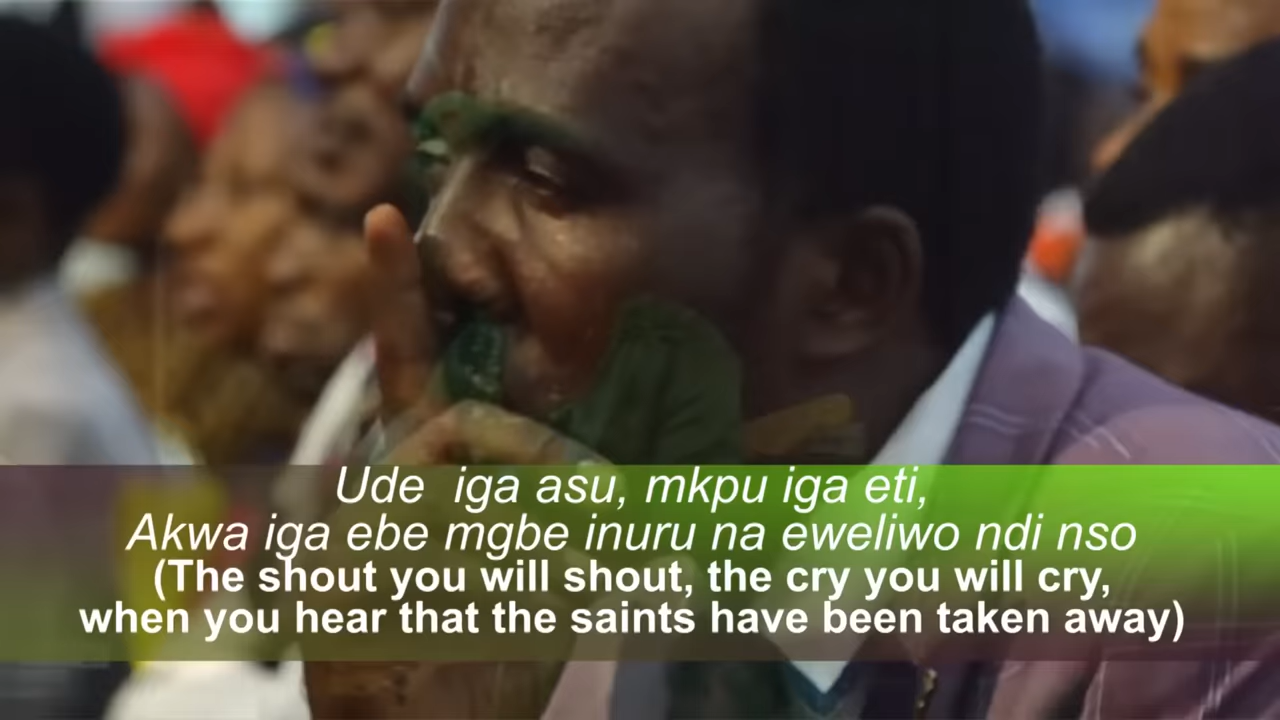 Ude  iga asu, mkpu iga eti,
Akwa iga ebe mgbe inuru na eweliwo ndi nso
(The shout you will shout, the cry you will cry,
when you hear that the saints have been taken away)